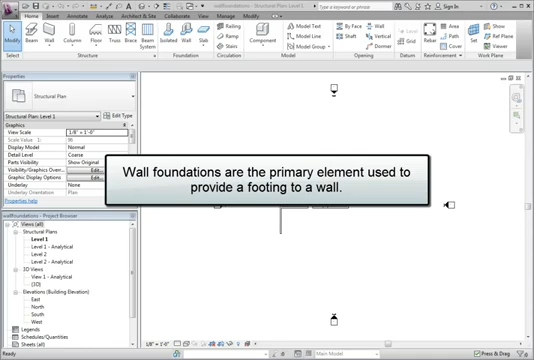 wallfoundations - Structural Plan: Level 1
Type a keyword or phrase
Sign In
Home Insert Annotate Analyze Architect & Site Collaborate View Manage Modify
Modify Beam Wall Column Floor Truss Brace Beam System Isolated Wall Slab
Ceiling
Ramp
Stairs
Component
Model Text
Model Line
Model Group
By Face
Shaft
Wall
Vertical
Dormer
Level
Grid
Rebar
Area
Path
Cover
Set
Show
Ref Plane
Viewer
Select Structure Foundation Circulation Model Opening Datum Reinforcement Work Plane
Properties
Structural Plan
Structural Plan: Level 1
Edit Type
Graphics
View Scale 1/8" = 1'-0"
Scale Value 1: 96
Display Model Normal
Detail Level Coarse
Parts Visibility Show Original
Visibility/Graphics Over... Edit...
Graphic Display Options Edit...
Underlay None
Underlay Orientation Plan
Properties help
Wall foundations are the primary element used to
provide a footing to a wall.
wallfoundations - Project Browser
Views (all)
Structural Plans
Level 1
Level 1 - Analytical
Level 2
Level 2 - Analytical
3D Views
View 1 - Analytical
{3D}
Elevations (Building Elevation)
East
North
South
West
Legends
Schedules/Quantities
Sheets (all)
1/8" = 1'-0"
Ready
Main Model
Press & Drag